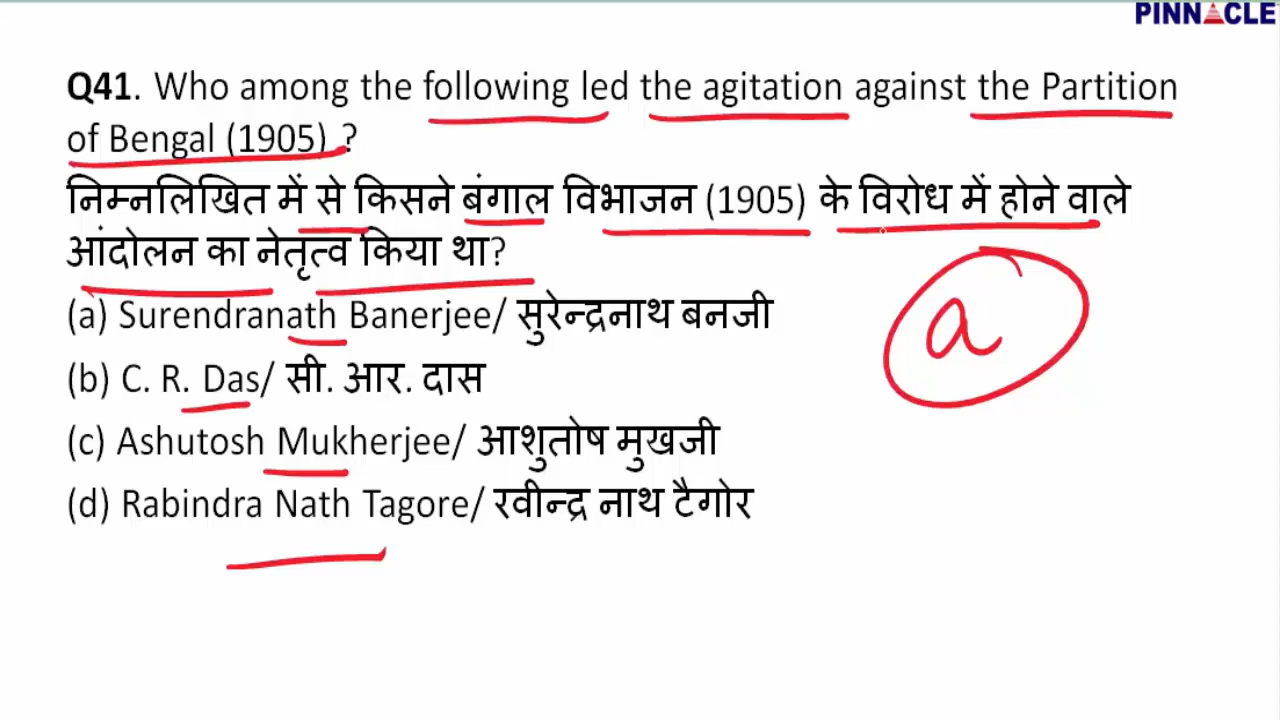 PINNACLE
Q41. Who among the following led the agitation against the Partition
of Bengal (1905) ?
निम्नलिखित में से किसने बंगाल विभाजन (1905) के विरोध में होने वाले
आंदोलन का नेतृत्व किया था?
(a) Surendranath Banerjee/ सुरेन्द्रनाथ बनर्जी
a
(b) C. R. Das/ सी. आर. दास
(c) Ashutosh Mukherjee/ आशुतोष मुखर्जी
(d) Rabindra Nath Tagore/ रवीन्द्र नाथ टैगोर